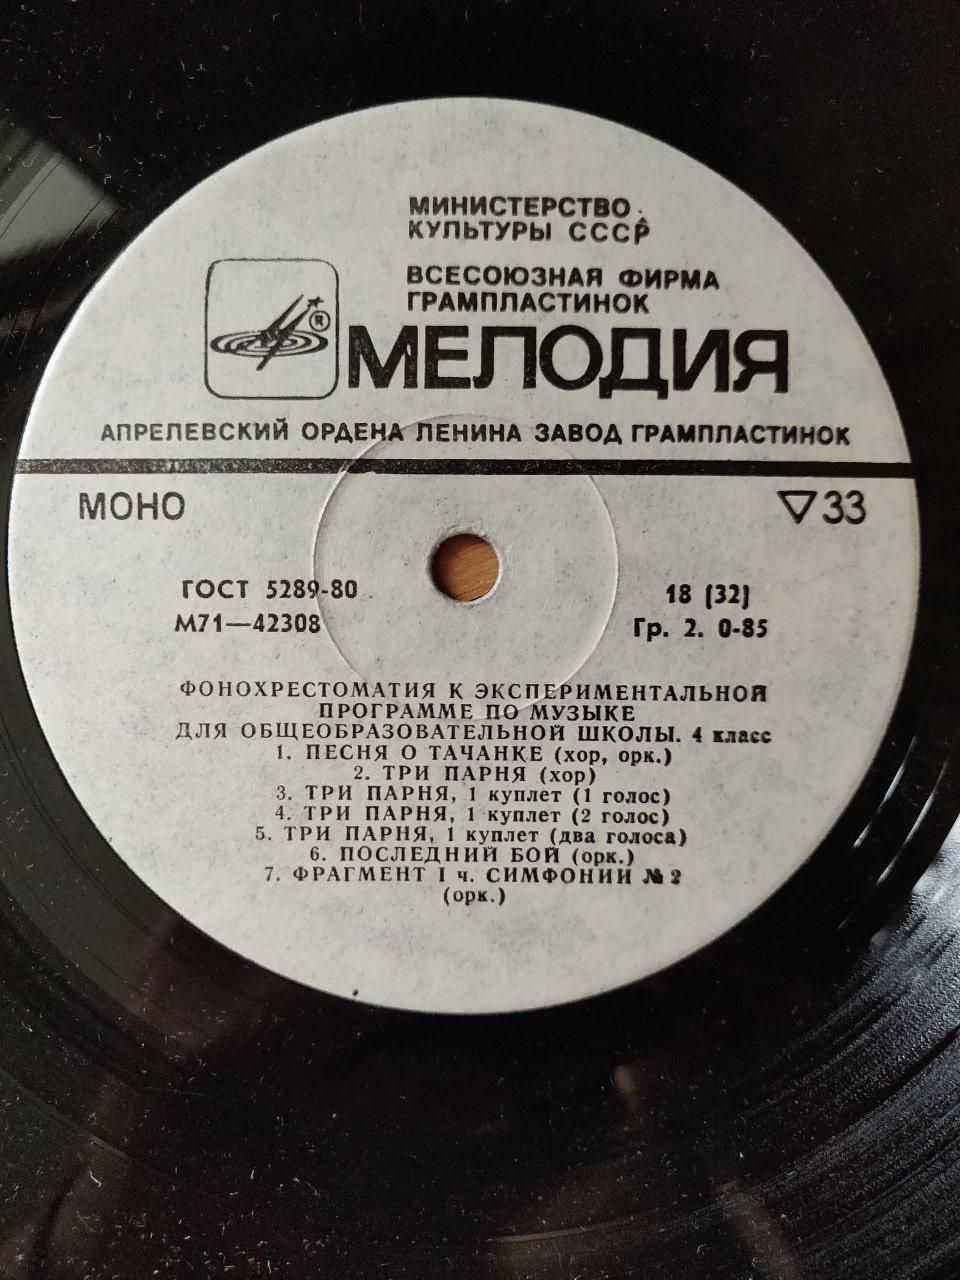 МИНИСТЕРСТВО
КУЛЬТУРЫ СССР
ВСЕСОЮЗНАЯ ФИРМА
ГРАМПЛАСТИНОК
®
МЕЛОДИЯ
АПРЕЛЕВСКИЙ ОРДЕНА ЛЕНИНА ЗАВОД ГРАМПЛАСТИНОК
МОНО ▽33
ГОСТ 5289-80 18 (32)
М71—42308 Гр. 2. 0-85
ФОНОХРЕСТОМАТИЯ К ЭКСПЕРИМЕНТАЛЬНОЙ
ПРОГРАММЕ ПО МУЗЫКЕ
ДЛЯ ОБЩЕОБРАЗОВАТЕЛЬНОЙ ШКОЛЫ. 4 класс
1. ПЕСНЯ О ТАЧАНКЕ (хор, орк.)
2. ТРИ ПАРНЯ (хор)
3. ТРИ ПАРНЯ, 1 куплет (1 голос)
4. ТРИ ПАРНЯ, 1 куплет (2 голос)
5. ТРИ ПАРНЯ, 1 куплет (два голоса)
6. ПОСЛЕДНИЙ БОЙ (орк.)
7. ФРАГМЕНТ I ч. СИМФОНИИ № 2
(орк.)